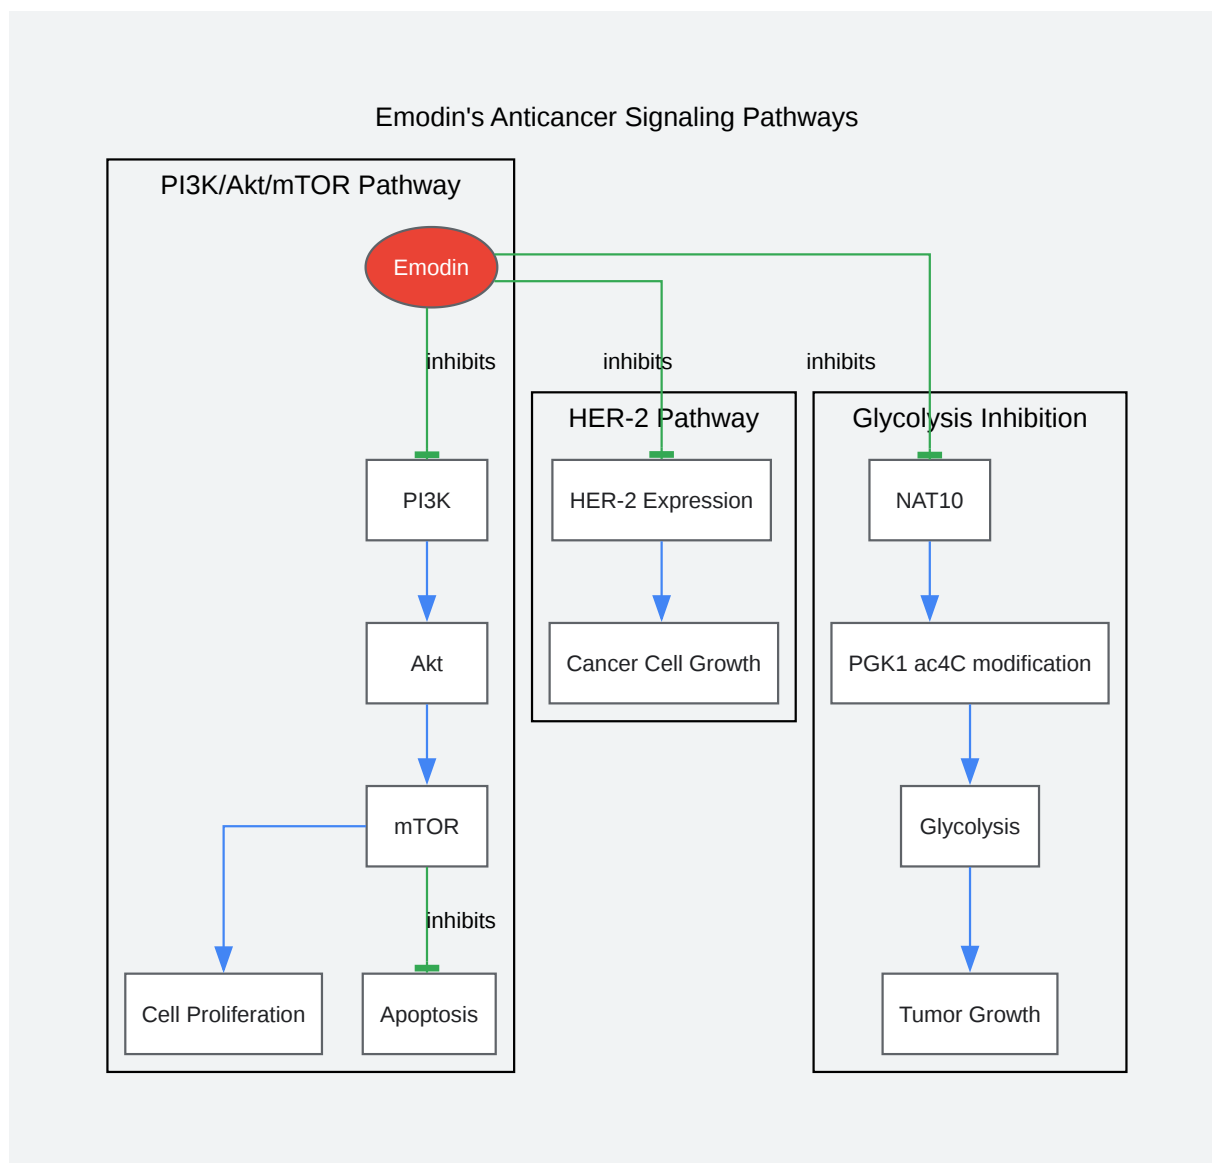 Emodin's Anticancer Signaling Pathways
PI3K/Akt/mTOR Pathway
Emodin
inhibits
inhibits
inhibits
HER-2 Pathway
Glycolysis Inhibition
PI3K
HER-2 Expression
NAT10
Akt
Cancer Cell Growth
PGK1 ac4C modification
mTOR
Glycolysis
inhibits
Cell Proliferation
Apoptosis
Tumor Growth